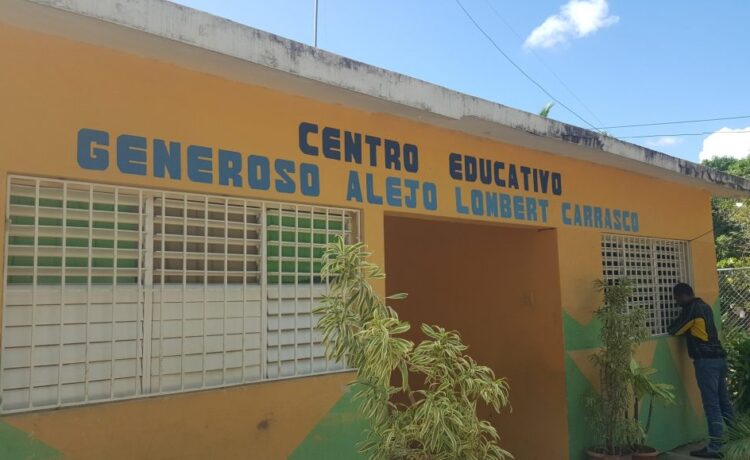 CENTRO EDUCATIVO
GENEROSO ALEJO LOMBERT CARRASCO